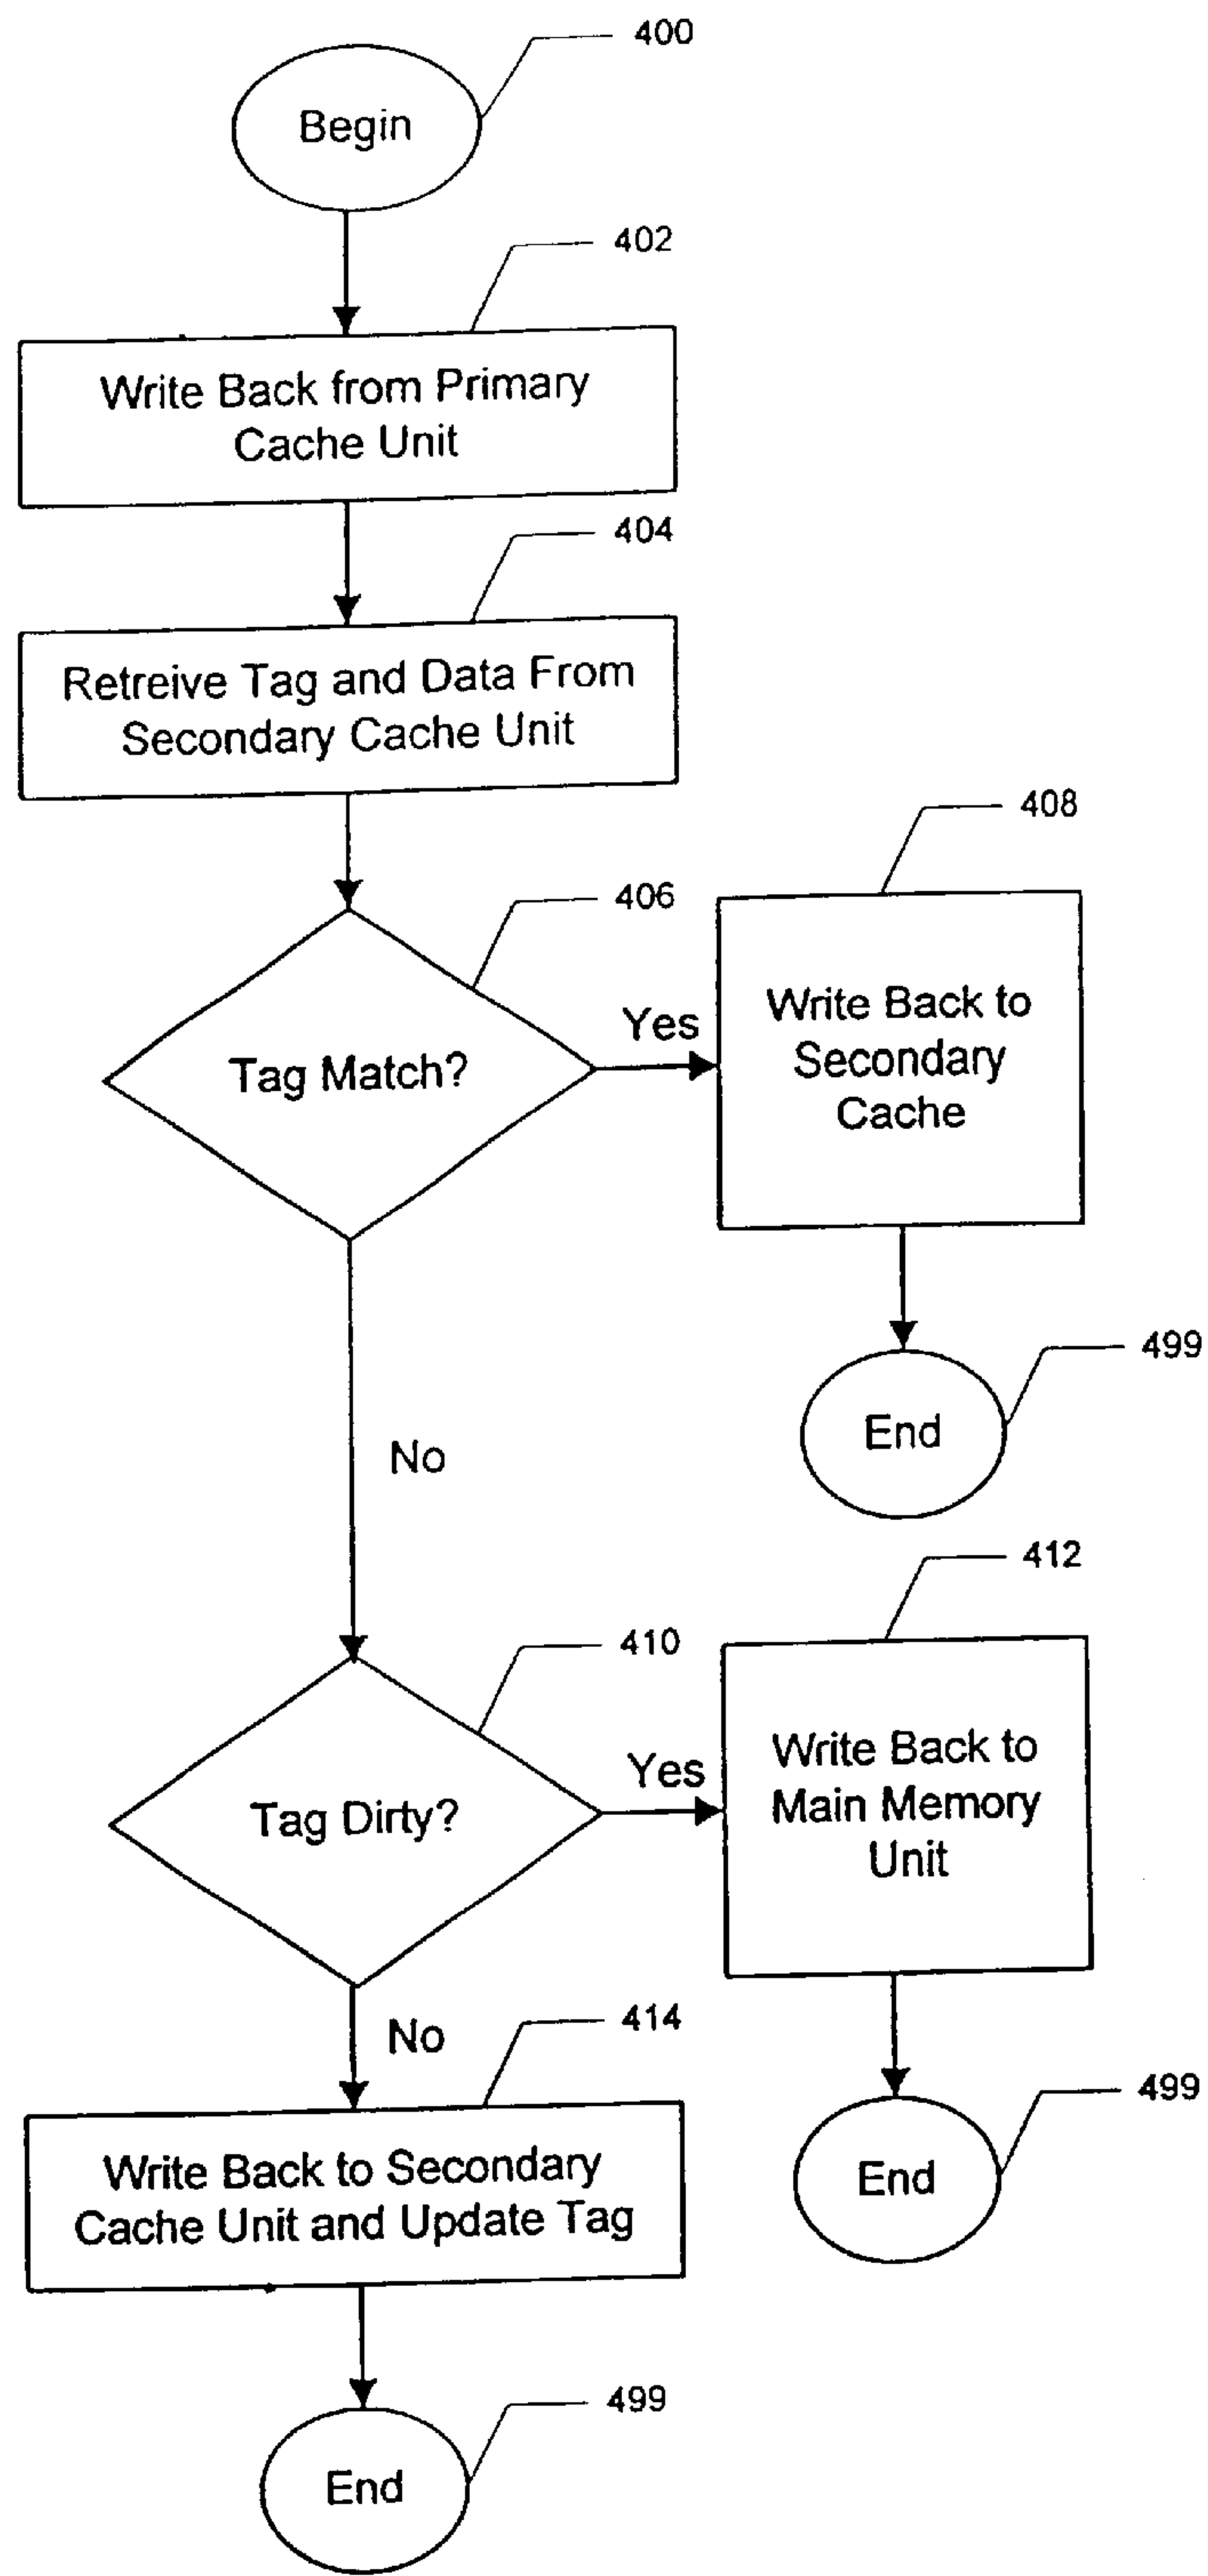 400
Begin
402
Write Back from Primary
Cache Unit
404
Retreive Tag and Data From
Secondary Cache Unit
408
406
Write Back to
Secondary
Cache
Yes
Tag Match?
499
End
No
412
410
Write Back to
Main Memory
Unit
Yes
Tag Dirty?
414
No
499
End
Write Back to Secondary
Cache Unit and Update Tag
499
End